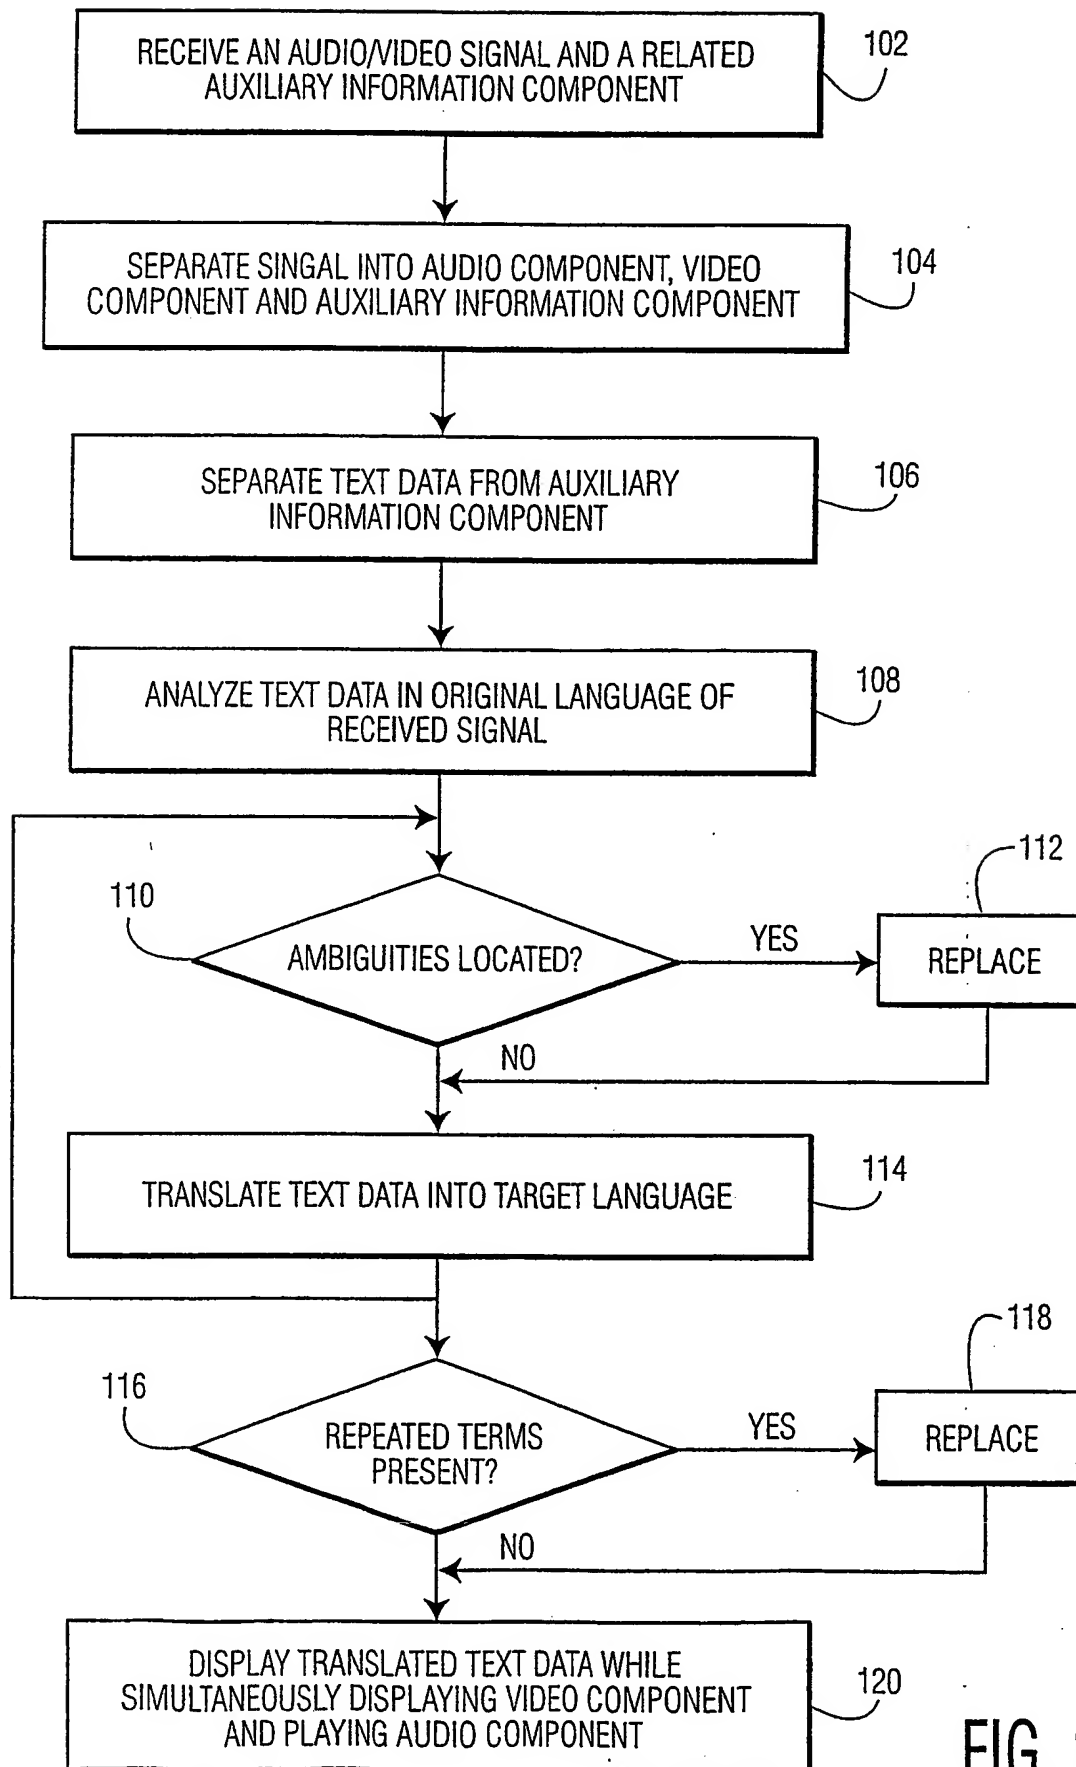 RECEIVE AN AUDIO/VIDEO SIGNAL AND A RELATED
AUXILIARY INFORMATION COMPONENT
102
SEPARATE SINGAL INTO AUDIO COMPONENT, VIDEO
COMPONENT AND AUXILIARY INFORMATION COMPONENT
104
SEPARATE TEXT DATA FROM AUXILIARY
INFORMATION COMPONENT
106
ANALYZE TEXT DATA IN ORIGINAL LANGUAGE OF
RECEIVED SIGNAL
108
110
AMBIGUITIES LOCATED?
YES
112
REPLACE
NO
TRANSLATE TEXT DATA INTO TARGET LANGUAGE
114
116
REPEATED TERMS
PRESENT?
YES
118
REPLACE
NO
DISPLAY TRANSLATED TEXT DATA WHILE
SIMULTANEOUSLY DISPLAYING VIDEO COMPONENT
AND PLAYING AUDIO COMPONENT
120
FIG